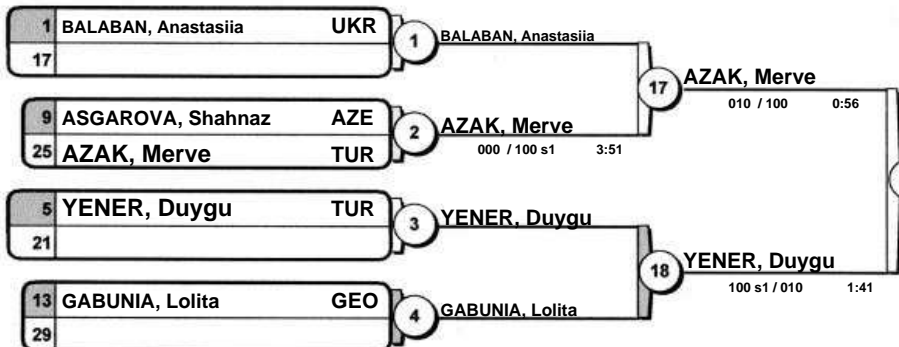 1 BALABAN, Anastasiia UKR
17
1
BALABAN, Anastasiia
9 ASGAROVA, Shahnaz AZE
25 AZAK, Merve TUR
2
AZAK, Merve
000 / 100 s1 3:51
17
AZAK, Merve
010 / 100 0:56
5 YENER, Duygu TUR
21
3
YENER, Duygu
13 GABUNIA, Lolita GEO
29
4
GABUNIA, Lolita
18
YENER, Duygu
100 s1 / 010 1:41